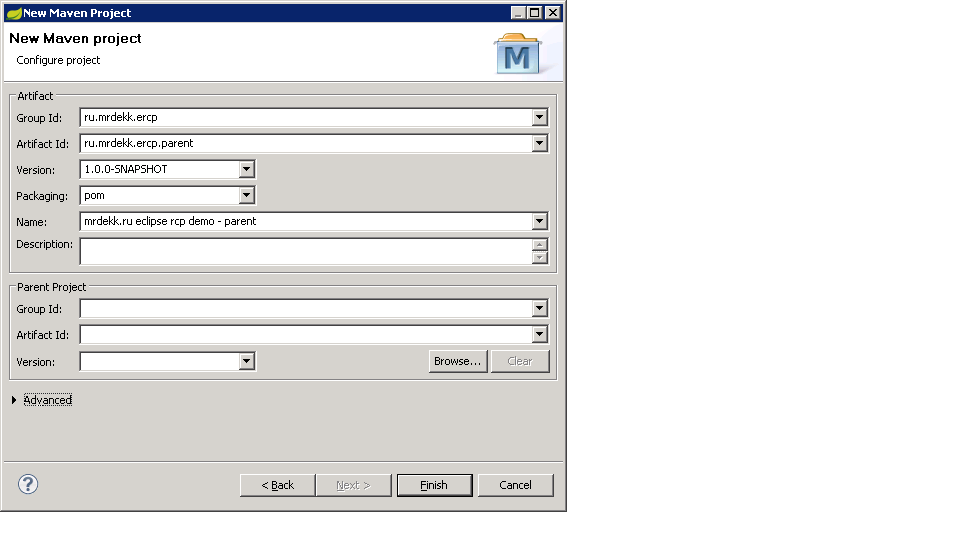 New Maven Project
New Maven project
Configure project
M
Artifact
Group Id: ru.mrdekk.ercp
Artifact Id: ru.mrdekk.ercp.parent
Version: 1.0.0-SNAPSHOT
Packaging: pom
Name: mrdekk.ru eclipse rcp demo - parent
Description:
Parent Project
Group Id:
Artifact Id:
Version: Browse... Clear
Advanced
? < Back Next > Finish Cancel